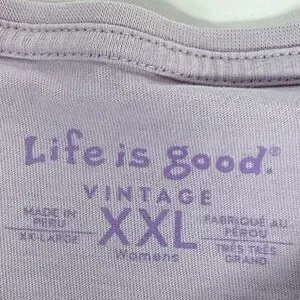 Life is good.®
VINTAGE
MADE IN
PERU
XX-LARGE
XXL
Womens
FABRIQUÉ AU
PÉROU
TRÈS TRÈS
GRAND